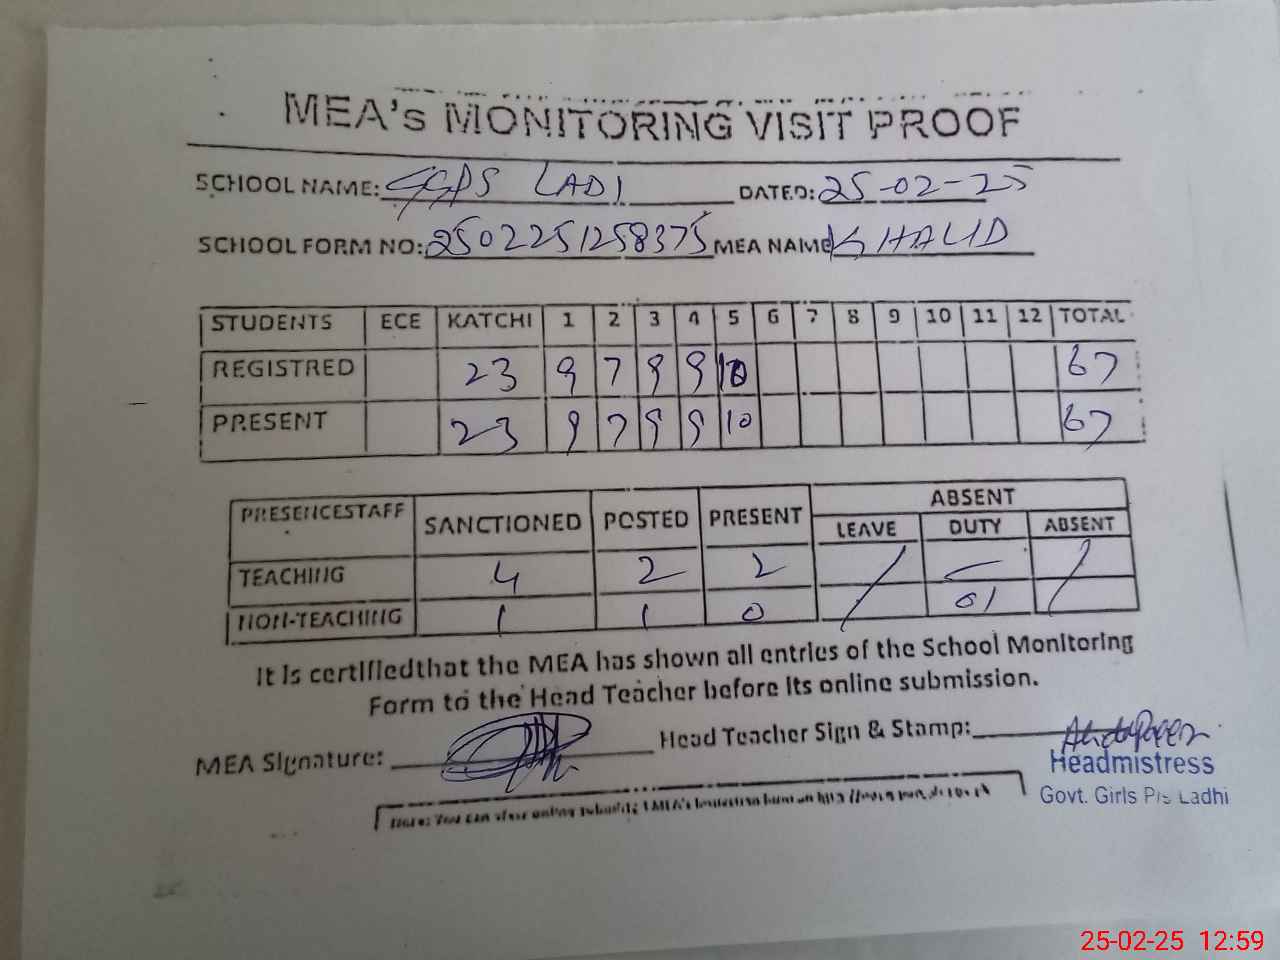 MEA's MONITORING VISIT PROOF
SCHOOL NAME: GGPS LADI DATED: 25-02-25
SCHOOL FORM NO: 2502251258375 MEA NAME KHALID
STUDENTS ECE KATCHI 1 2 3 4 5 6 7 8 9 10 11 12 TOTAL
REGISTRED 23 9 7 9 9 10 67
PRESENT 23 9 7 9 9 10 67
PRESENCESTAFF SANCTIONED POSTED PRESENT ABSENT
LEAVE DUTY ABSENT
TEACHING 4 2 2 / - /
NON-TEACHING 1 1 0 01
It is certifiedthat the MEA has shown all entries of the School Monitoring
Form to the Head Teacher before its online submission.
MEA Signature: Head Teacher Sign & Stamp:
Headmistress
Govt. Girls P/s Ladhi
25-02-25 12:59